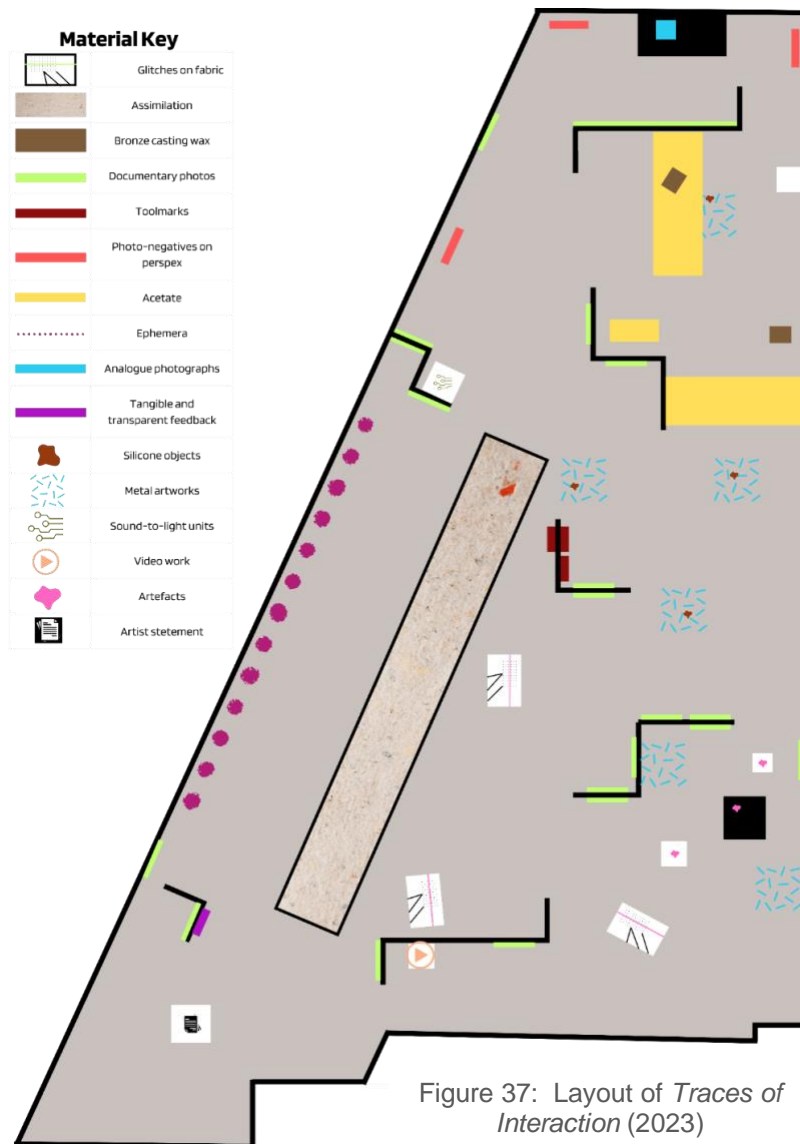 Material Key
Glitches on fabric
Assimilation
Bronze casting wax
Documentary photos
Toolmarks
Photo-negatives on
perspex
Acetate
Ephemera
Analogue photographs
Tangible and
transparent feedback
Silicone objects
Metal artworks
Sound-to-light units
Video work
Artefacts
Artist stetement
Figure 37:  Layout of Traces of
Interaction (2023)